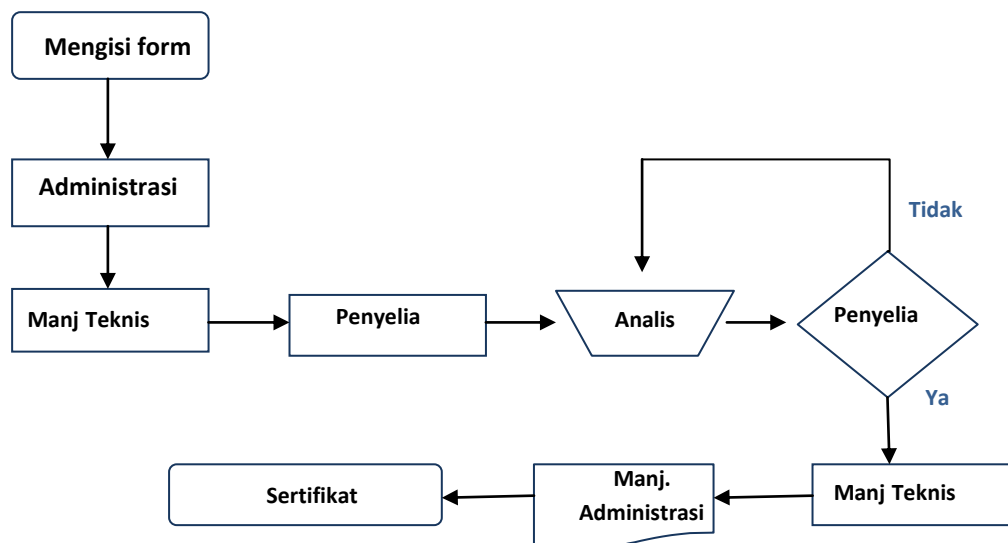 Mengisi form
Administrasi
Tidak
Manj Teknis
Penyelia
Analis
Penyelia
Ya
Sertifikat
Manj.
Administrasi
Manj Teknis